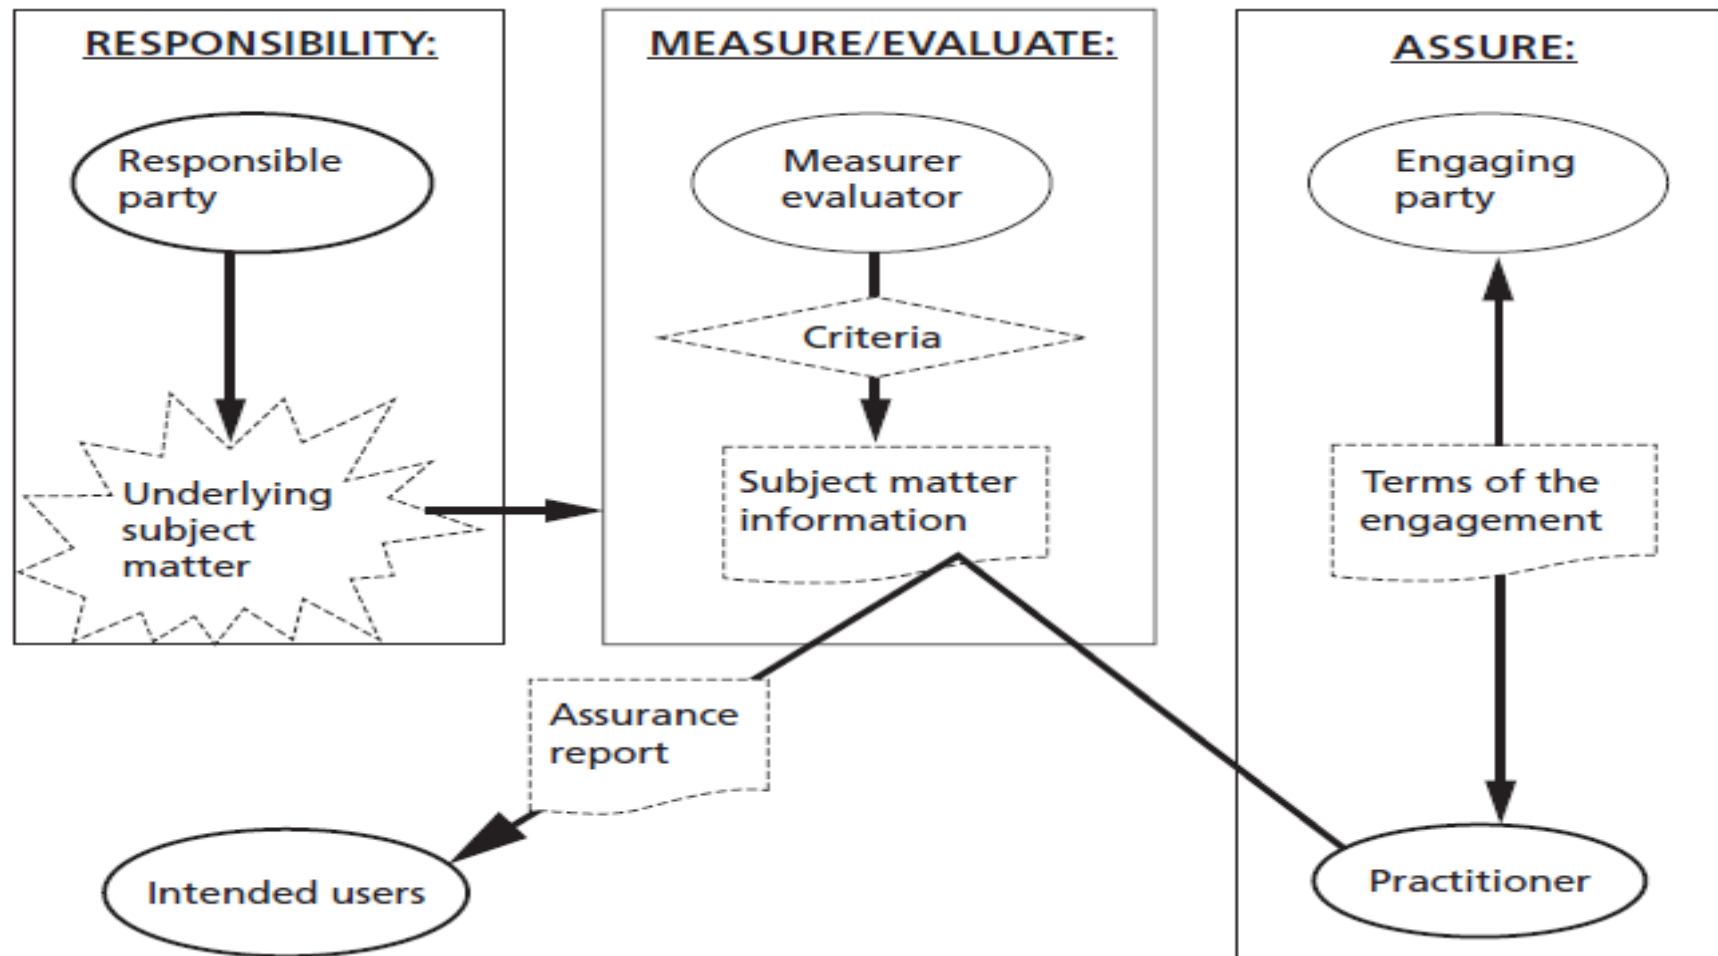 RESPONSIBILITY:
Responsible
party
Underlying
subject
matter
MEASURE/EVALUATE:
Measurer
evaluator
Criteria
Subject matter
information
ASSURE:
Engaging
party
Terms of the
engagement
Practitioner
Assurance
report
Intended users